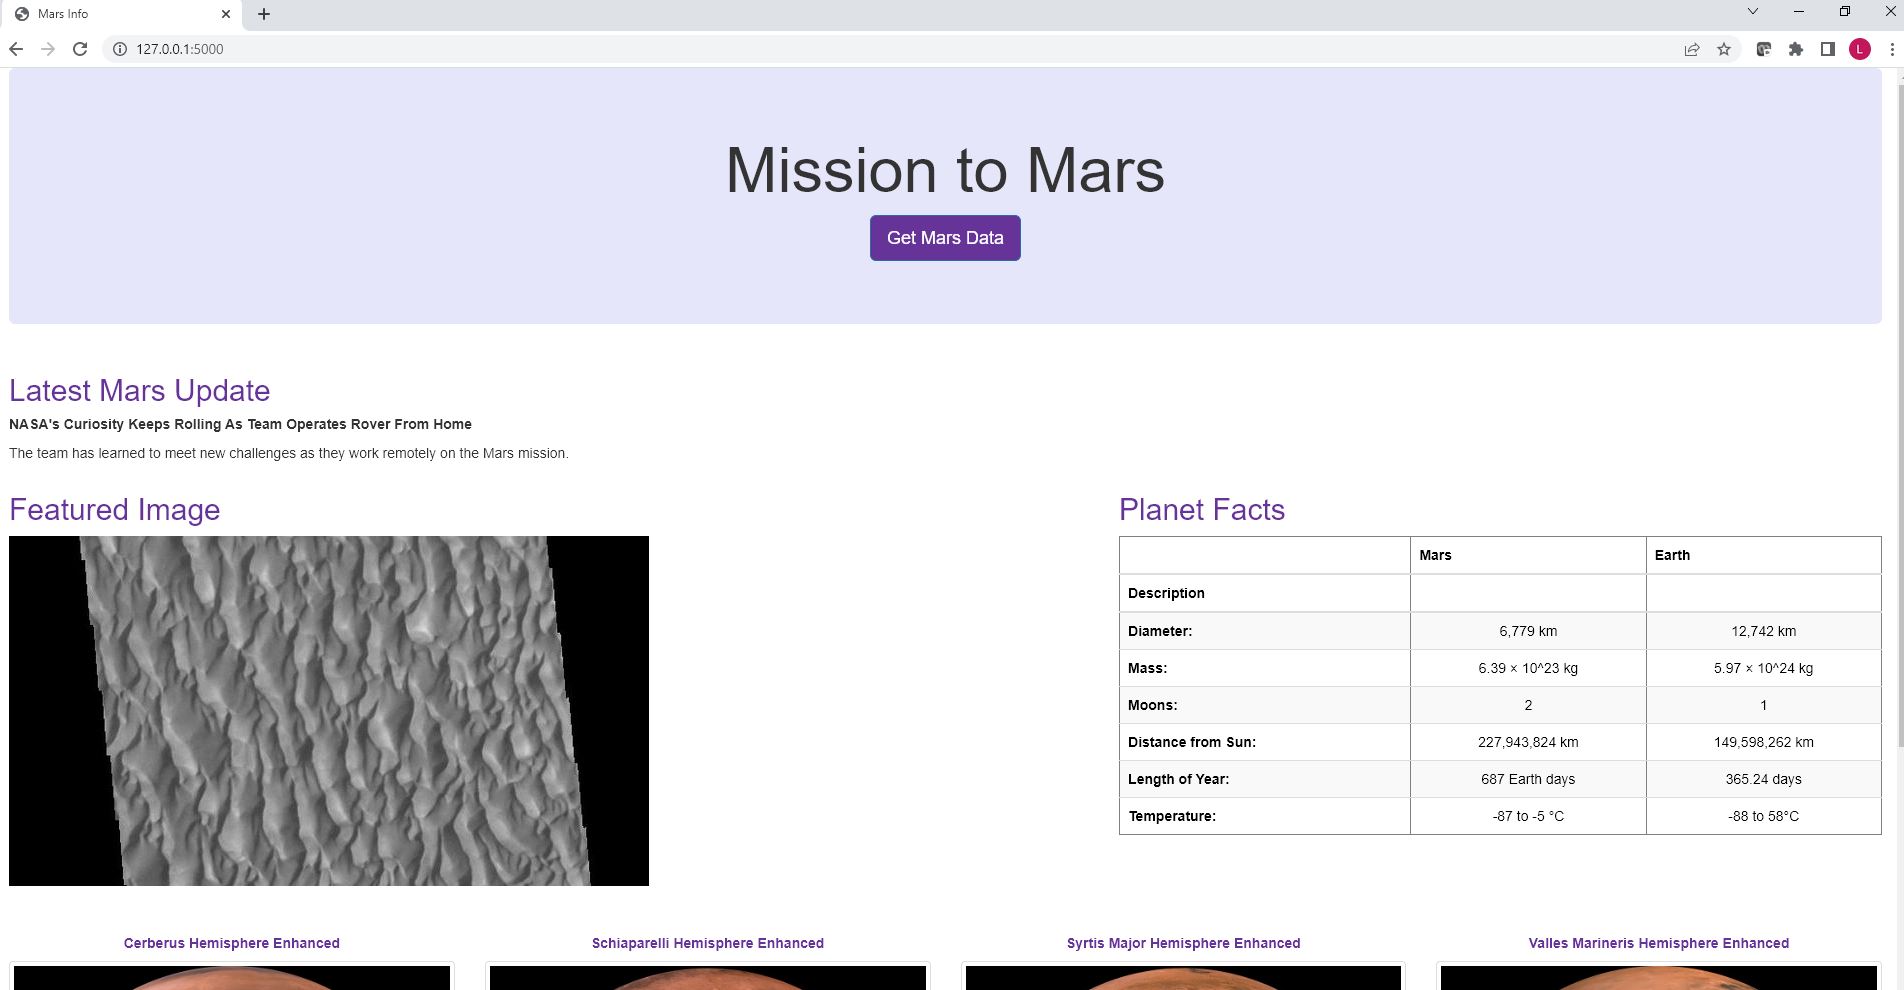 Mars Info
127.0.0.1:5000
L
Mission to Mars
Get Mars Data
Latest Mars Update
NASA's Curiosity Keeps Rolling As Team Operates Rover From Home
The team has learned to meet new challenges as they work remotely on the Mars mission.
Featured Image
Planet Facts
Mars Earth
Description
Diameter: 6,779 km 12,742 km
Mass: 6.39 × 10^23 kg 5.97 × 10^24 kg
Moons: 2 1
Distance from Sun: 227,943,824 km 149,598,262 km
Length of Year: 687 Earth days 365.24 days
Temperature: -87 to -5 °C -88 to 58°C
Cerberus Hemisphere Enhanced Schiaparelli Hemisphere Enhanced Syrtis Major Hemisphere Enhanced Valles Marineris Hemisphere Enhanced